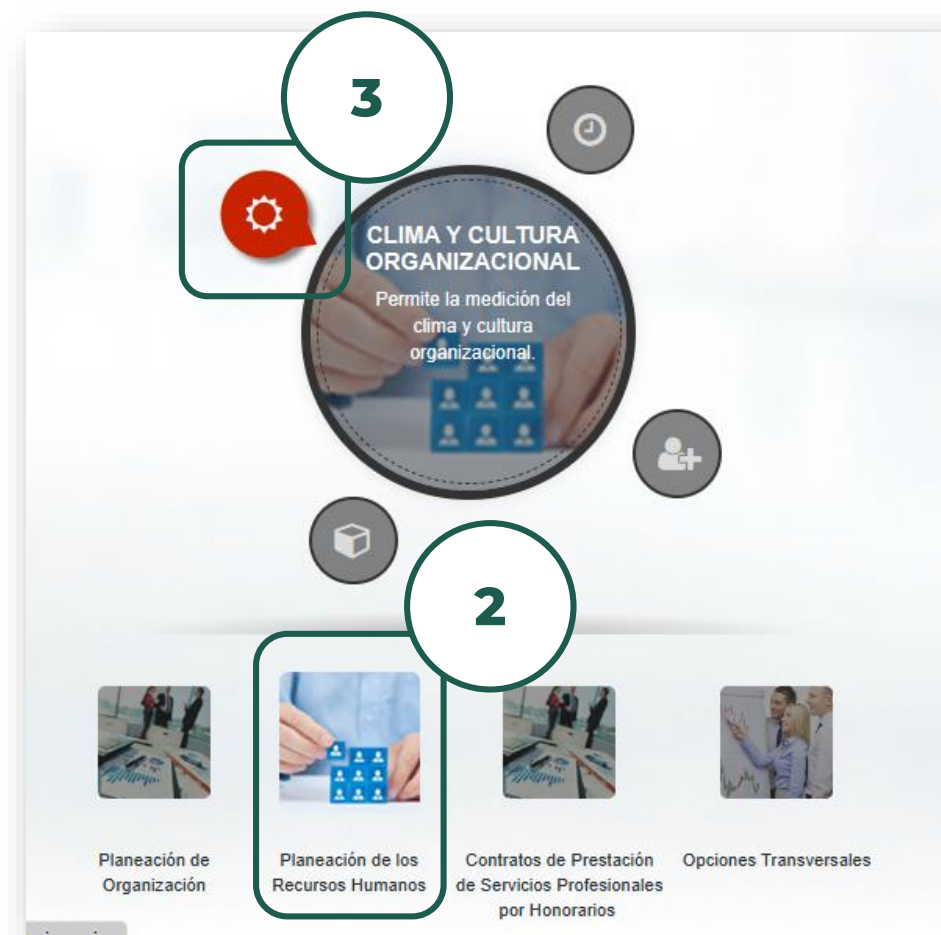 3
CLIMA Y CULTURA
ORGANIZACIONAL
Permite la medición del
clima y cultura
organizacional.
2
Planeación de
Organización
Planeación de los
Recursos Humanos
Contratos de Prestación
de Servicios Profesionales
por Honorarios
Opciones Transversales